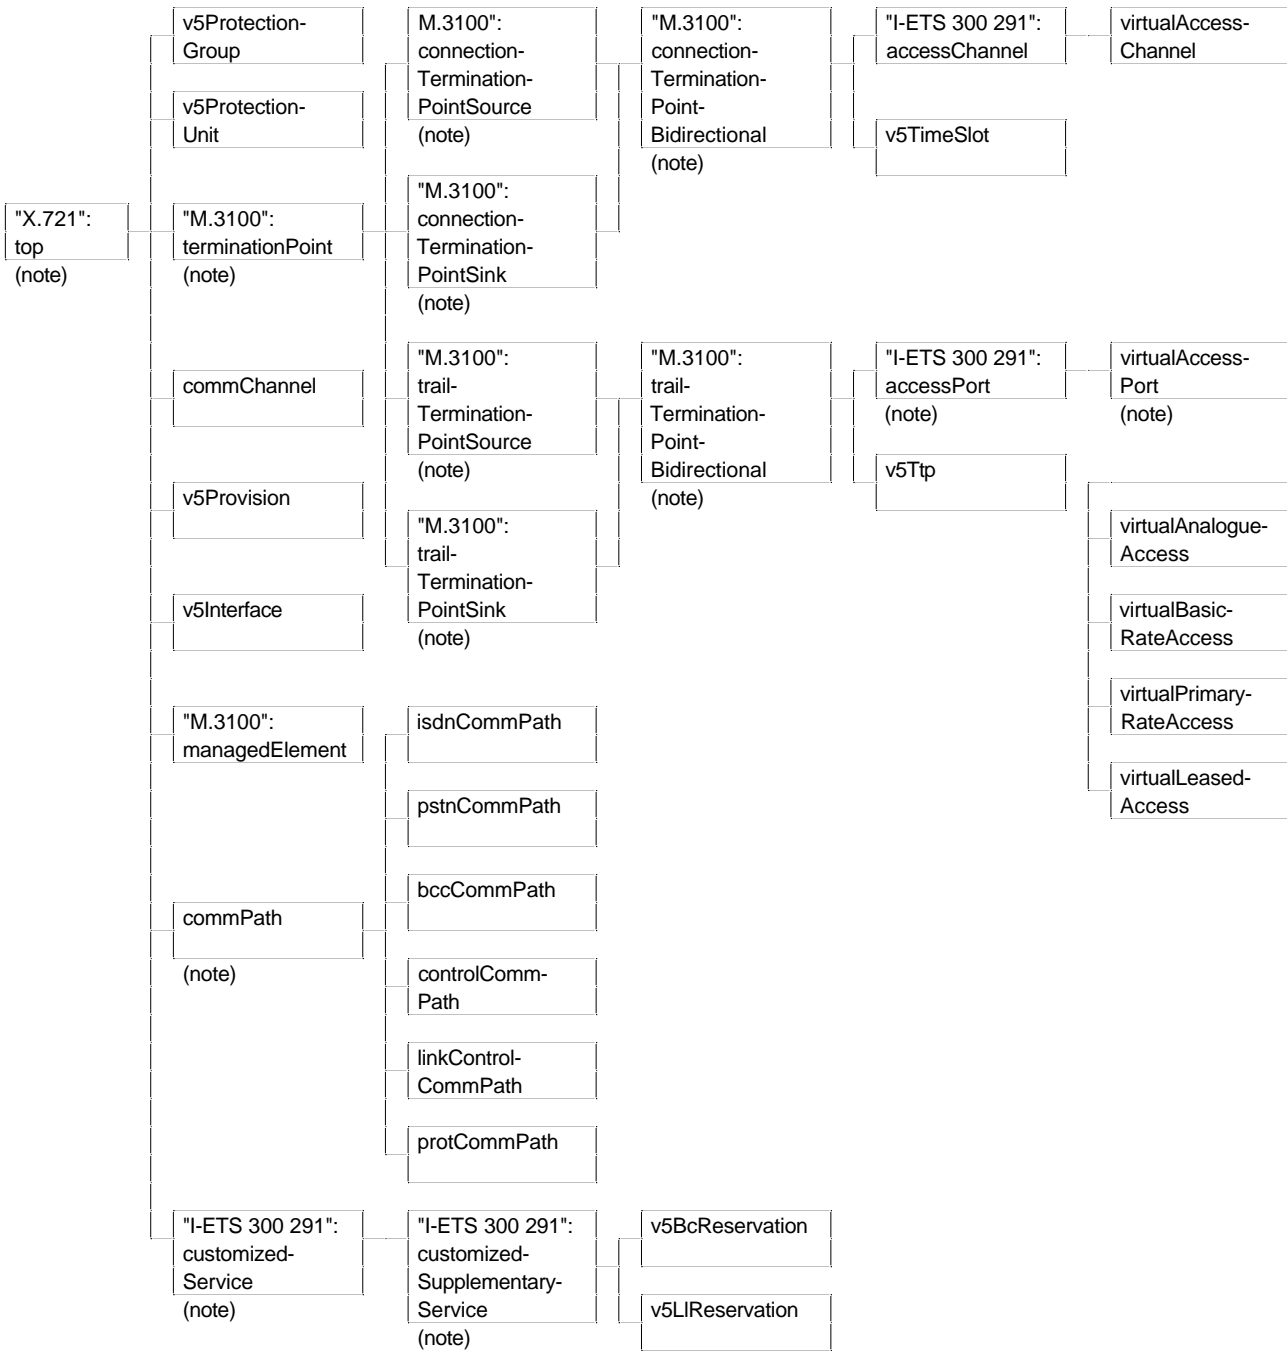 "X.721":
top
(note)
v5Protection-
Group
v5Protection-
Unit
"M.3100":
terminationPoint
(note)
commChannel
v5Provision
v5Interface
"M.3100":
managedElement
commPath
(note)
"I-ETS 300 291":
customized-
Service
(note)
M.3100":
connection-
Termination-
PointSource
(note)
"M.3100":
connection-
Termination-
PointSink
(note)
"M.3100":
trail-
Termination-
PointSource
(note)
"M.3100":
trail-
Termination-
PointSink
(note)
isdnCommPath
pstnCommPath
bccCommPath
controlComm-
Path
linkControl-
CommPath
protCommPath
"I-ETS 300 291":
customized-
Supplementary-
Service
(note)
"M.3100":
connection-
Termination-
Point-
Bidirectional
(note)
"M.3100":
trail-
Termination-
Point-
Bidirectional
(note)
v5BcReservation
v5LlReservation
"I-ETS 300 291":
accessChannel
v5TimeSlot
"I-ETS 300 291":
accessPort
(note)
v5Ttp
virtualAccess-
Channel
virtualAccess-
Port
(note)
virtualAnalogue-
Access
virtualBasic-
RateAccess
virtualPrimary-
RateAccess
virtualLeased-
Access